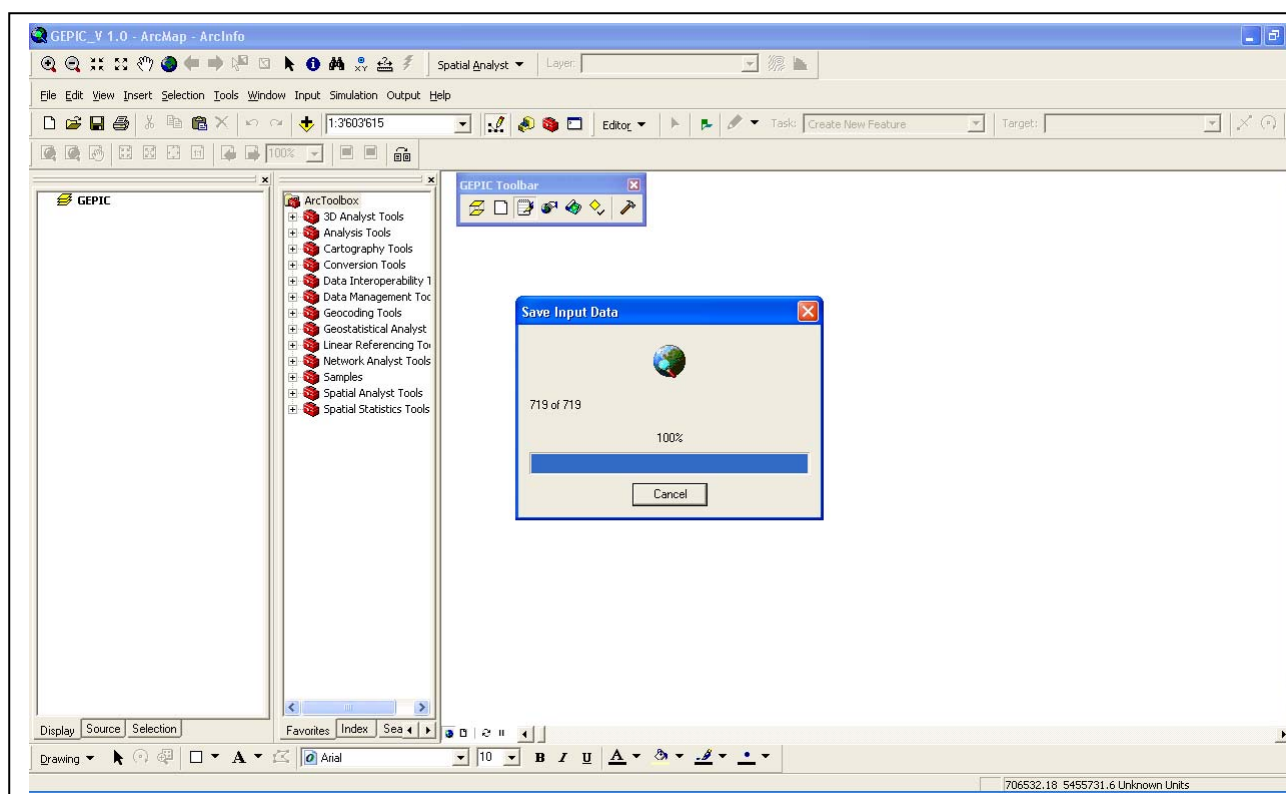 GEPIC_V 1.0 - ArcMap - ArcInfo
Spatial Analyst Layer:
File Edit View Insert Selection Tools Window Input Simulation Output Help
1:3'603'615 Editor Task: Create New Feature Target:
100%
GEPIC
ArcToolbox
3D Analyst Tools
Analysis Tools
Cartography Tools
Conversion Tools
Data Interoperability T
Data Management Toc
Geocoding Tools
Geostatistical Analyst
Linear Referencing To
Network Analyst Tools
Samples
Spatial Analyst Tools
Spatial Statistics Tools
GEPIC Toolbar
Save Input Data
719 of 719
100%
Cancel
Display Source Selection
Favorites Index Sea
Drawing A Arial 10 B I U A
706532.18 5455731.6 Unknown Units